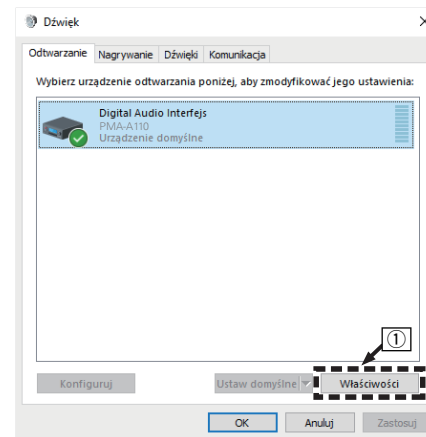 Dźwięk
Odtwarzanie Nagrywanie Dźwięki Komunikacja
Wybierz urządzenie odtwarzania poniżej, aby zmodyfikować jego ustawienia:
Digital Audio Interfejs
PMA-A110
Urządzenie domyślne
①
Konfiguruj Ustaw domyślne Właściwości
OK Anuluj Zastosuj